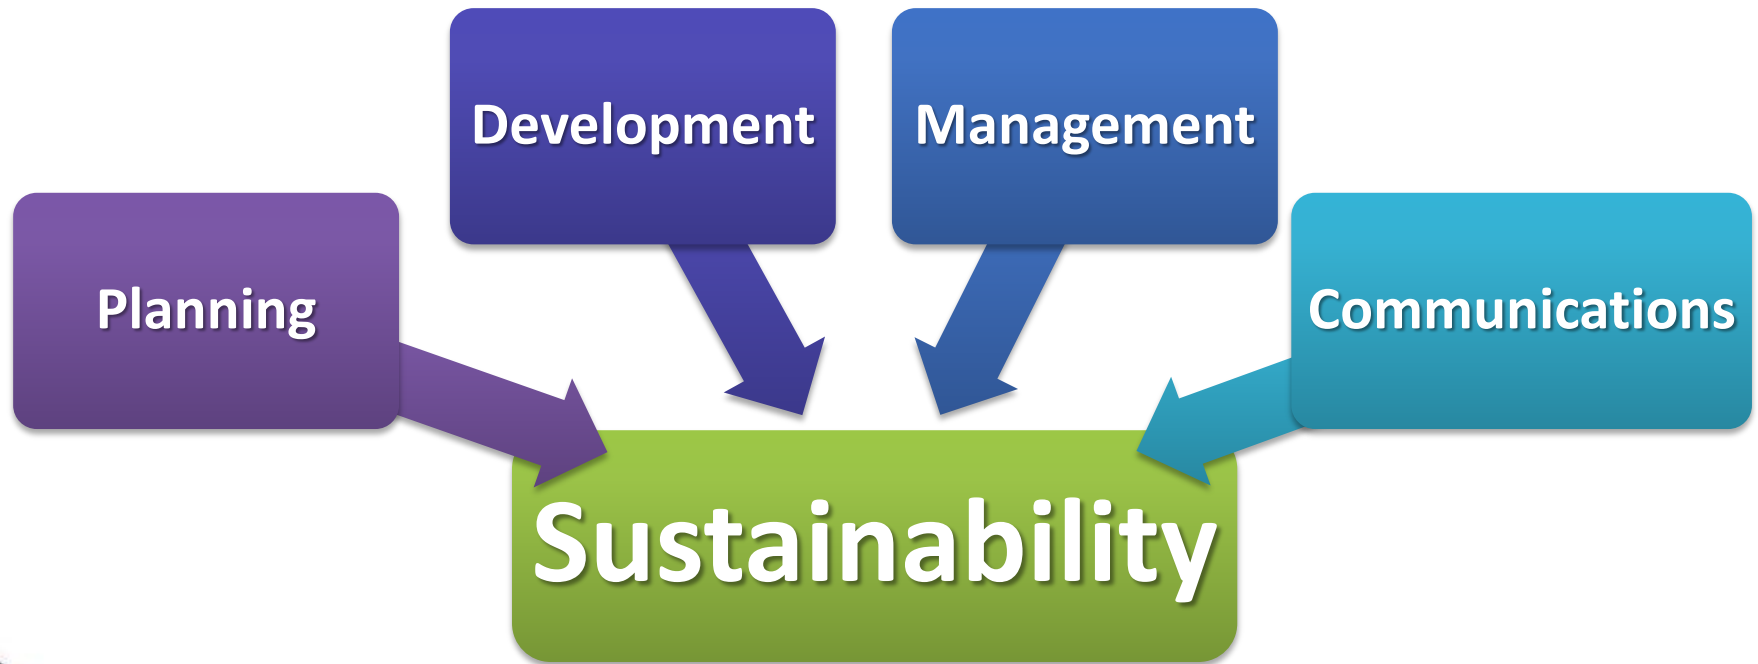 Development
Management
Planning
Communications
Sustainability